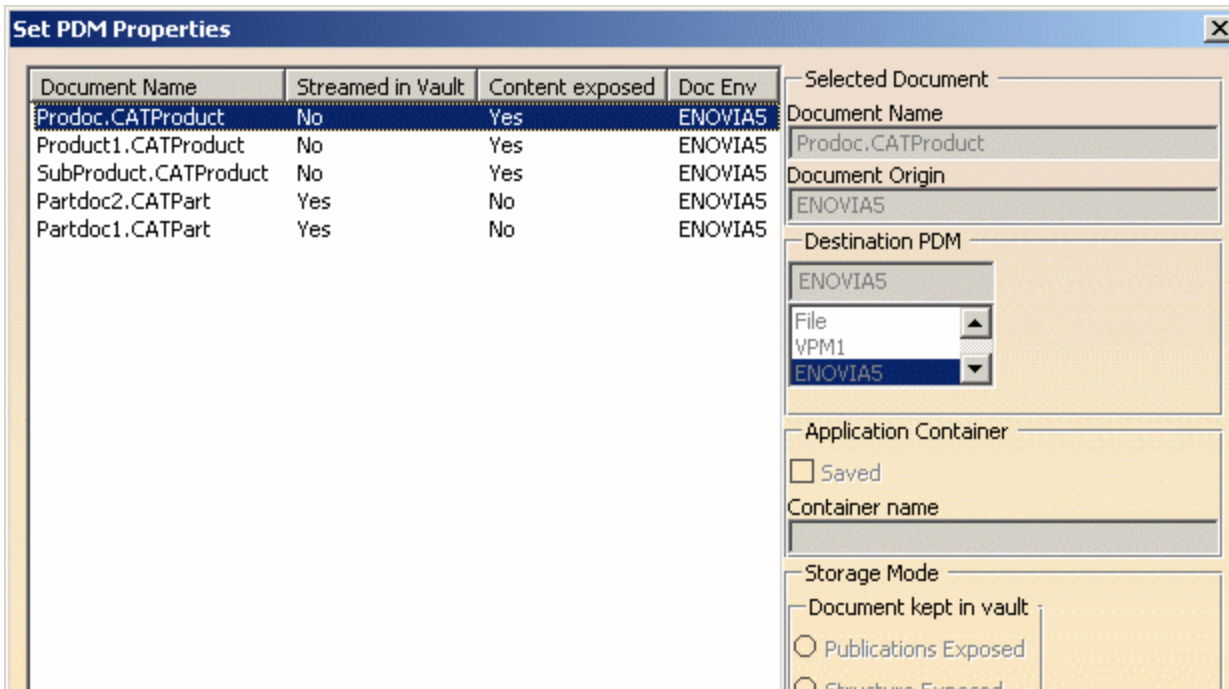 Set PDM Properties
Document Name Streamed in Vault Content exposed Doc Env
Prodoc.CATProduct No Yes ENOVIA5
Product1.CATProduct No Yes ENOVIA5
SubProduct.CATProduct No Yes ENOVIA5
Partdoc2.CATPart Yes No ENOVIA5
Partdoc1.CATPart Yes No ENOVIA5
Selected Document
Document Name
Prodoc.CATProduct
Document Origin
ENOVIA5
Destination PDM
ENOVIA5
File
VPM1
ENOVIA5
Application Container
Saved
Container name
Storage Mode
Document kept in vault
Publications Exposed
Structure Exposed